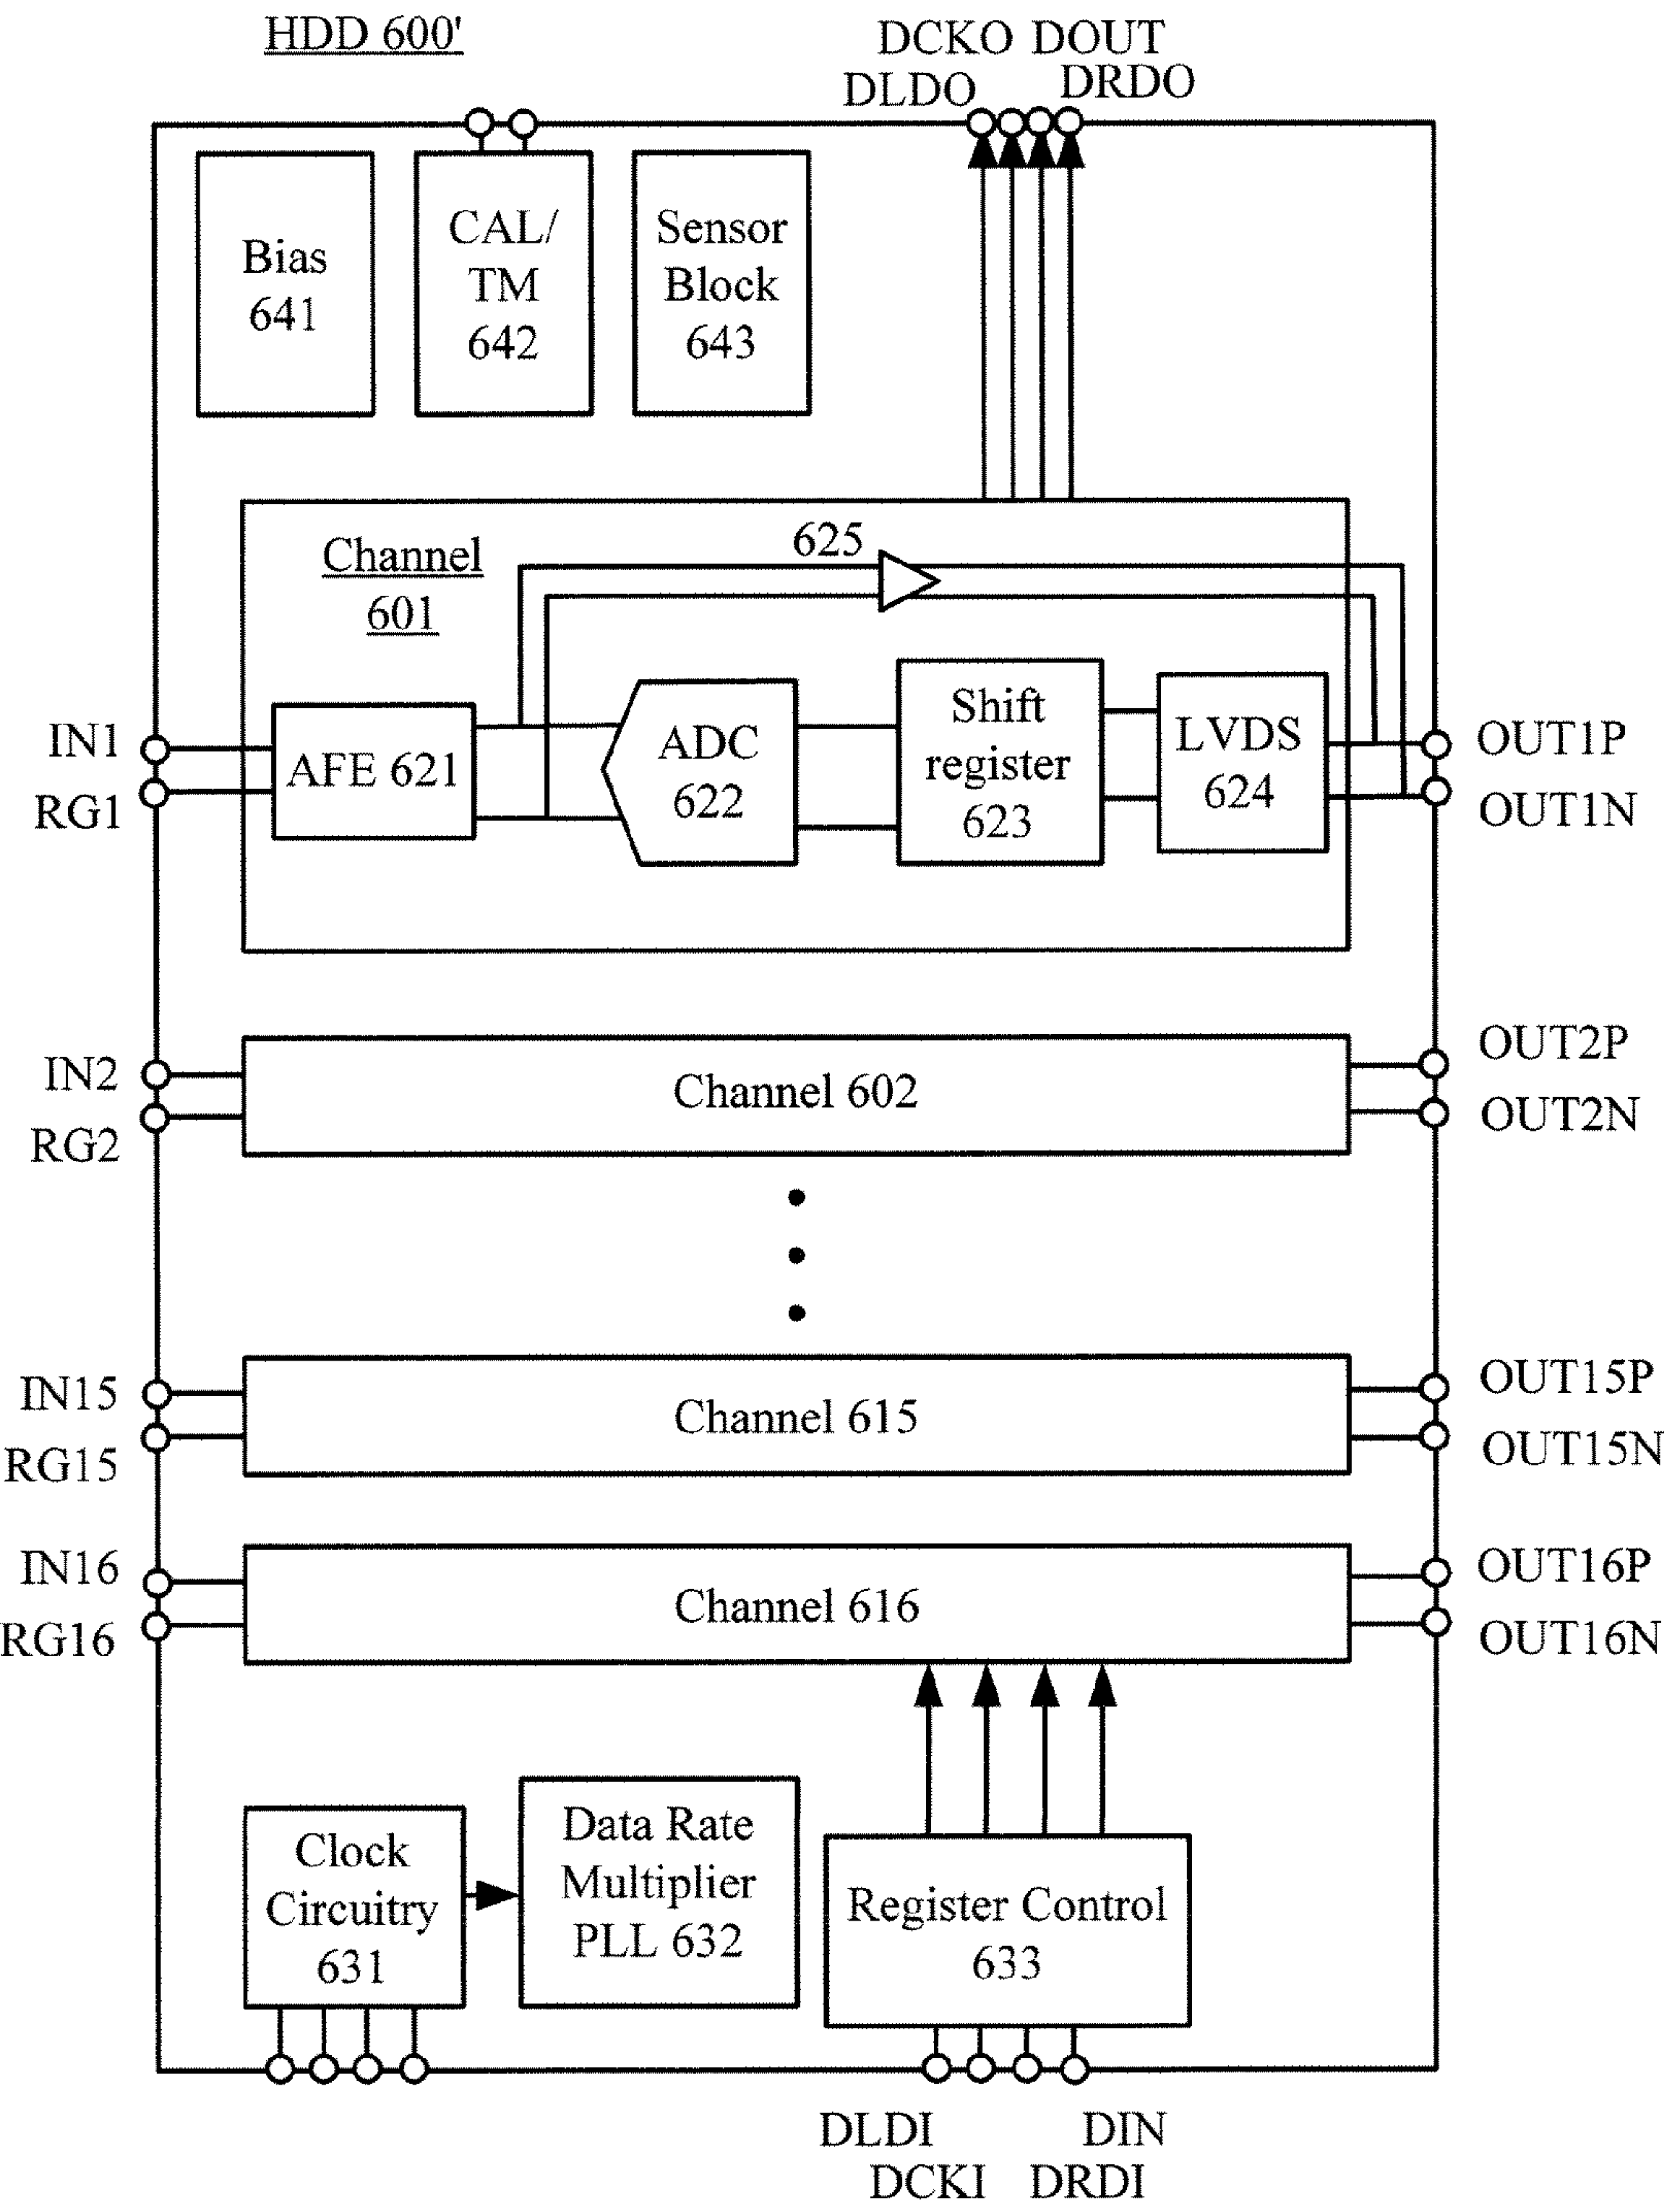 HDD 600'
DCKO DOUT
DLDO DRDO
Bias
641
CAL/
TM
642
Sensor
Block
643
Channel
601
625
IN1
RG1
AFE 621
ADC
622
Shift
register
623
LVDS
624
OUT1P
OUT1N
IN2
RG2
Channel 602
OUT2P
OUT2N
IN15
RG15
Channel 615
OUT15P
OUT15N
IN16
RG16
Channel 616
OUT16P
OUT16N
Clock
Circuitry
631
Data Rate
Multiplier
PLL 632
Register Control
633
DLDI DIN
DCKI DRDI